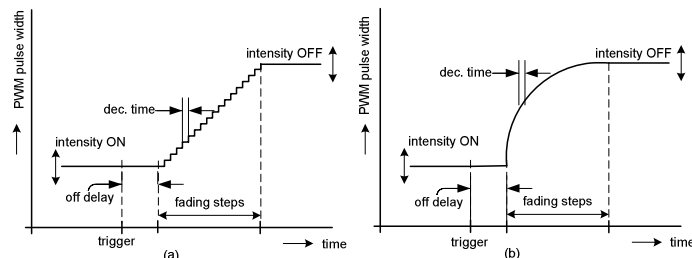 PWM pulse width
intensity OFF
dec. time
intensity ON
off delay
fading steps
trigger
time
(a)
PWM pulse width
intensity OFF
dec. time
intensity ON
off delay
fading steps
trigger
time
(b)